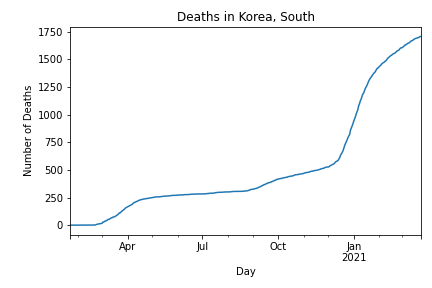 Deaths in Korea, South
Number of Deaths
1750
1500
1250
1000
750
500
250
0
Apr
Jul
Oct
Jan
2021
Day